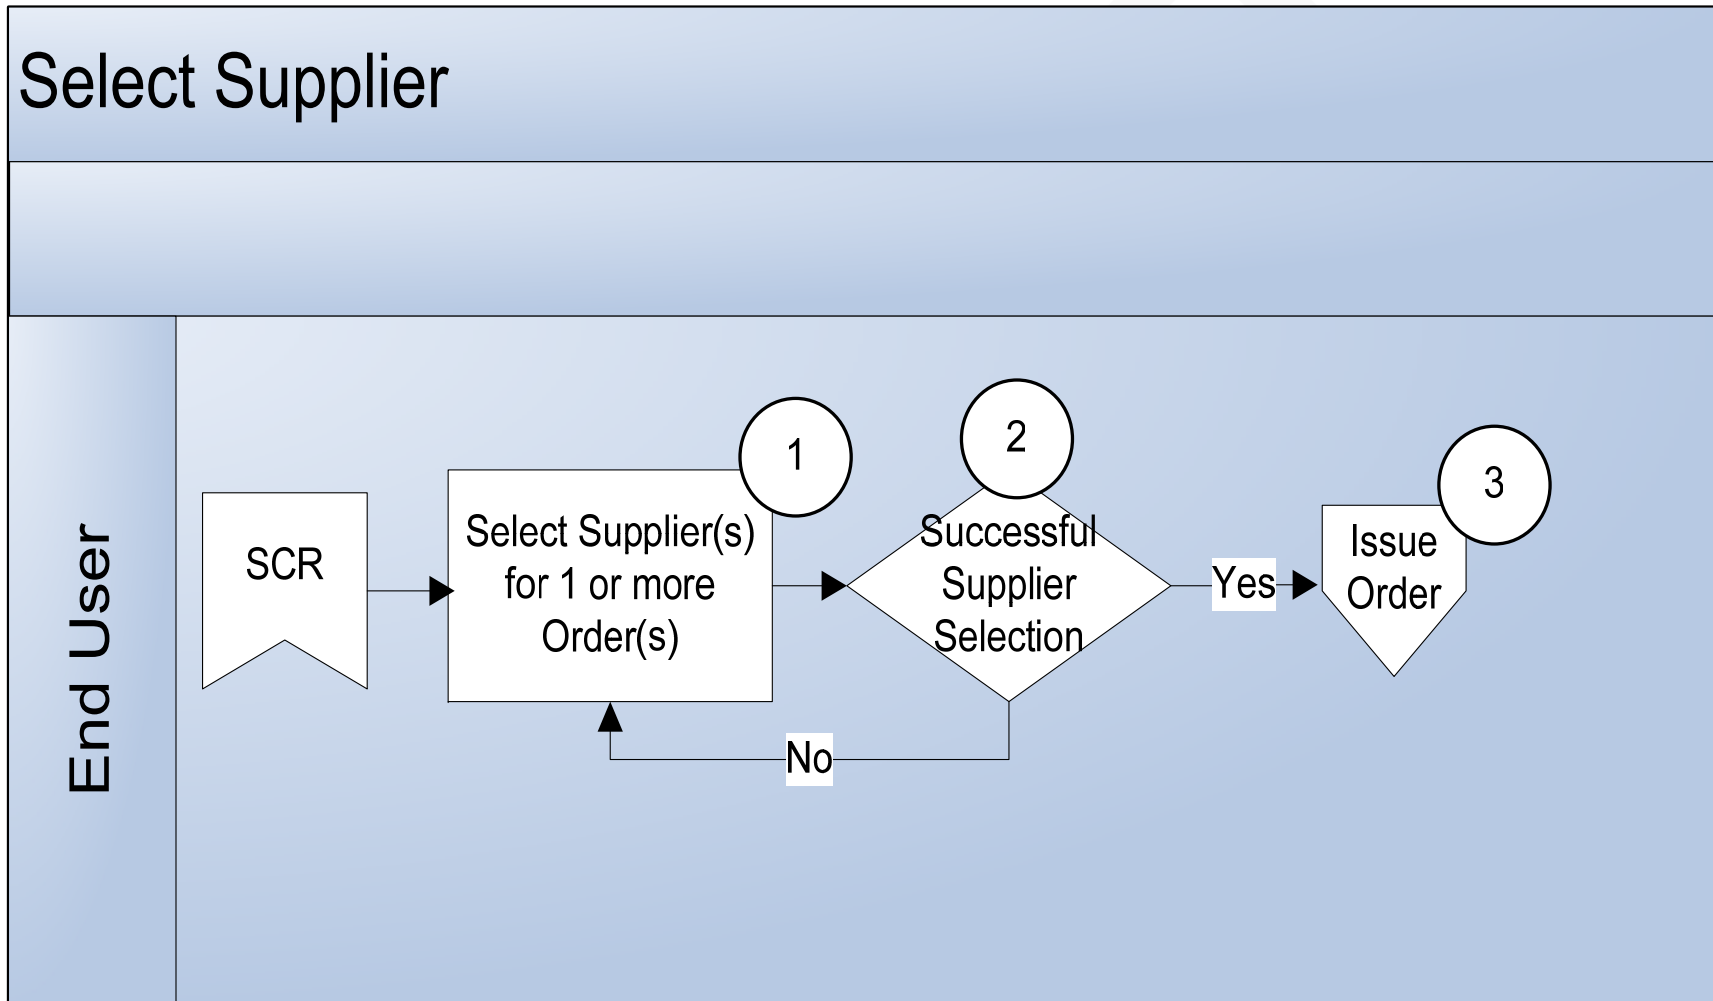 Select Supplier
End User
SCR
1
Select Supplier(s)
for 1 or more
Order(s)
2
Successful
Supplier
Selection
Yes
3
Issue
Order
No